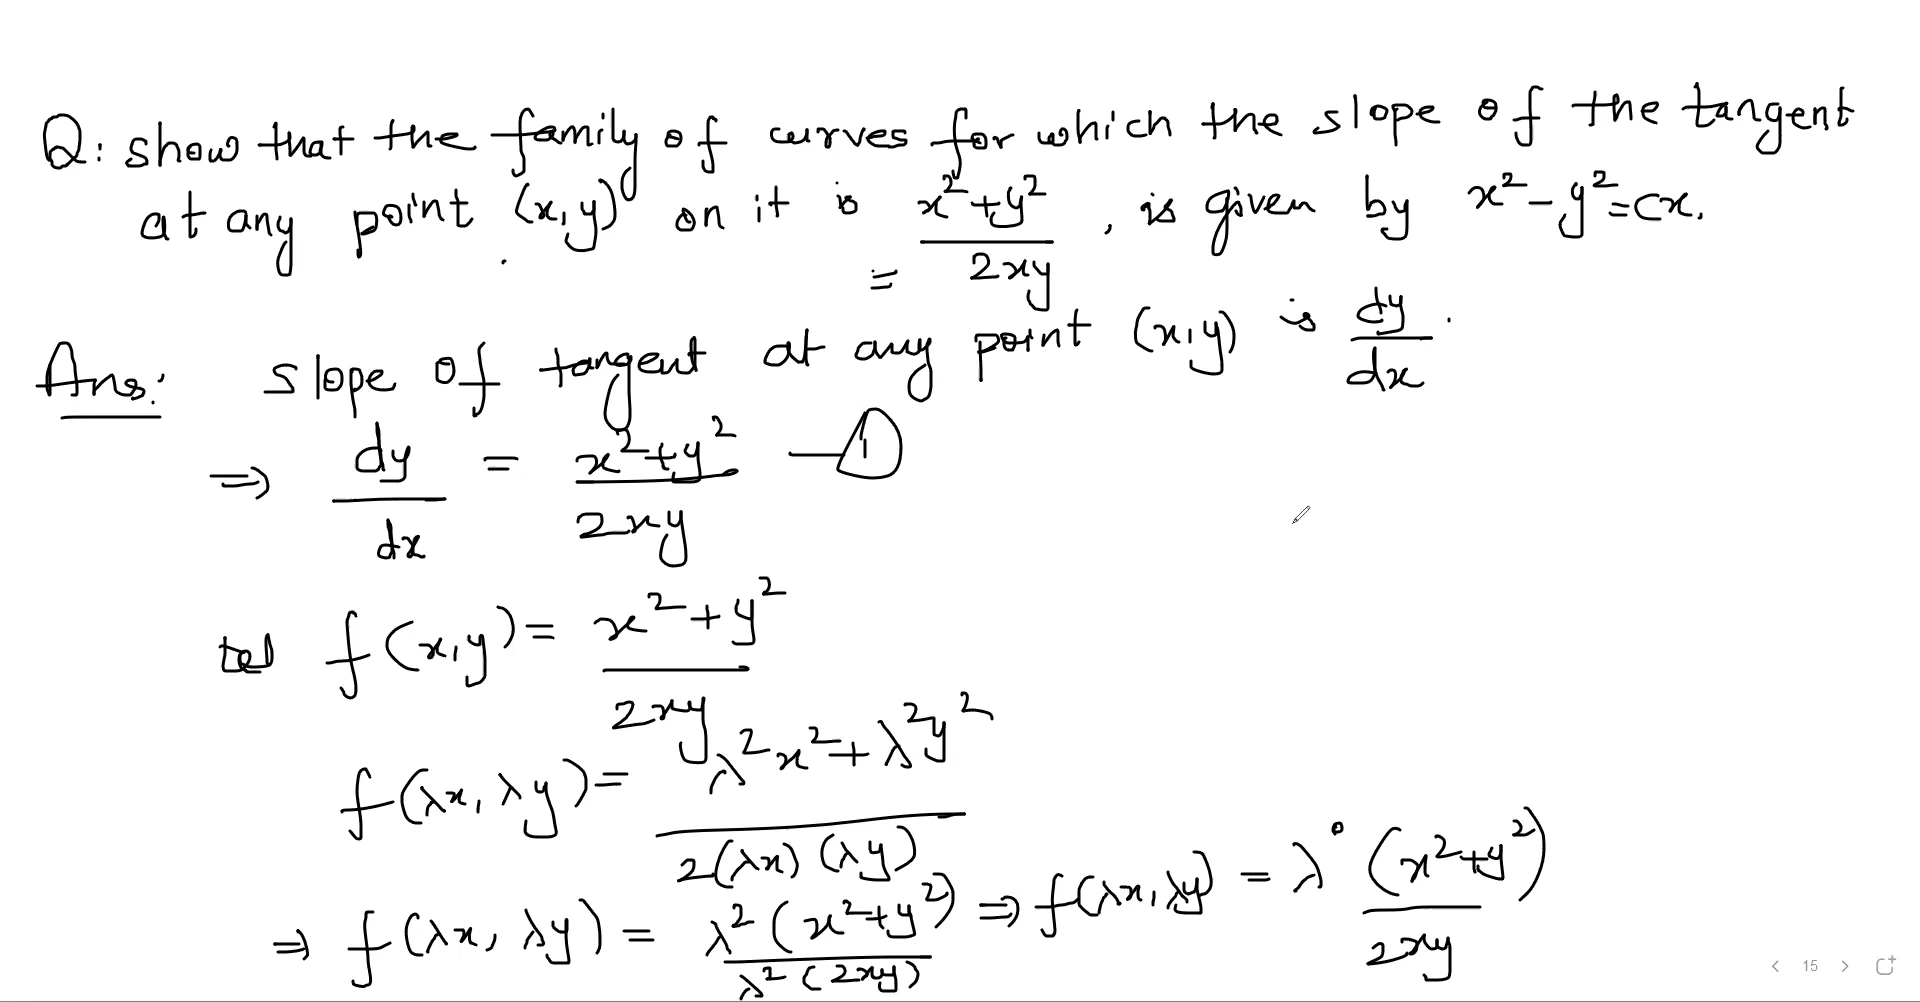 Q: show that the family of curves for which the slope of the tangent
at any point (x,y) on it is (x²+y²)/(2xy), is given by x²-y²=cx.
=
Ans: slope of tangent at any point (x,y) is dy/dx.
⇒ dy/dx = (x²+y²)/(2xy) —①
f(x,y) = (x²+y²)/(2xy)
f(λx, λy) = (λ²x²+λ²y²)/(2(λx)(λy))
⇒ f(λx, λy) = λ²(x²+y²)/(λ²(2xy)) ⇒ f(λx,λy) = λ°(x²+y²)/(2xy)
< 15 >